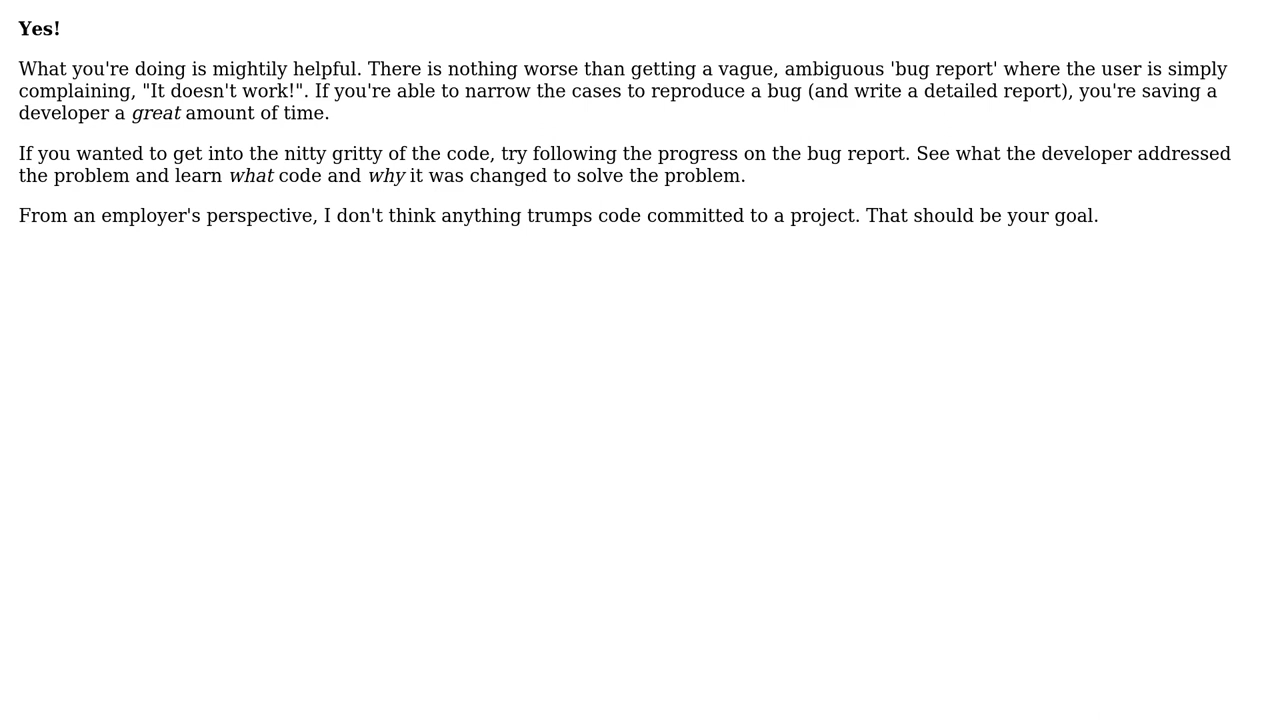 Yes!
What you're doing is mightily helpful. There is nothing worse than getting a vague, ambiguous 'bug report' where the user is simply
complaining, "It doesn't work!". If you're able to narrow the cases to reproduce a bug (and write a detailed report), you're saving a
developer a great amount of time.
If you wanted to get into the nitty gritty of the code, try following the progress on the bug report. See what the developer addressed
the problem and learn what code and why it was changed to solve the problem.
From an employer's perspective, I don't think anything trumps code committed to a project. That should be your goal.